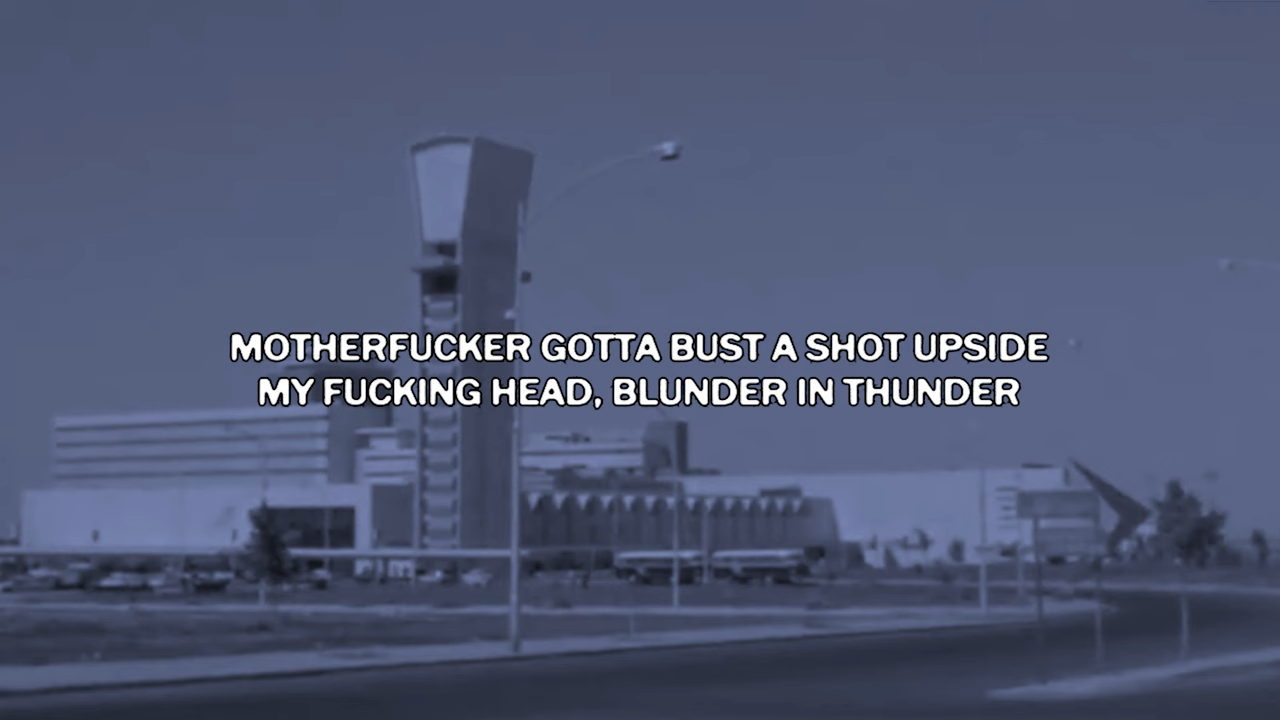 MOTHERFUCKER GOTTA BUST A SHOT UPSIDE
MY FUCKING HEAD, BLUNDER IN THUNDER